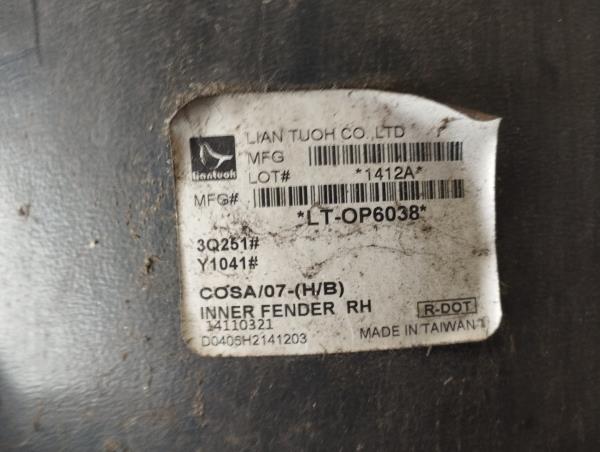 LIAN TUOH CO.,LTD
liantuoh
MFG
LOT# *1412A*
MFG#
*LT-OP6038*
3Q251#
Y1041#
COSA/07-(H/B)
INNER FENDER RH
R-DOT
14110321
MADE IN TAIWAN
D0406H2141203